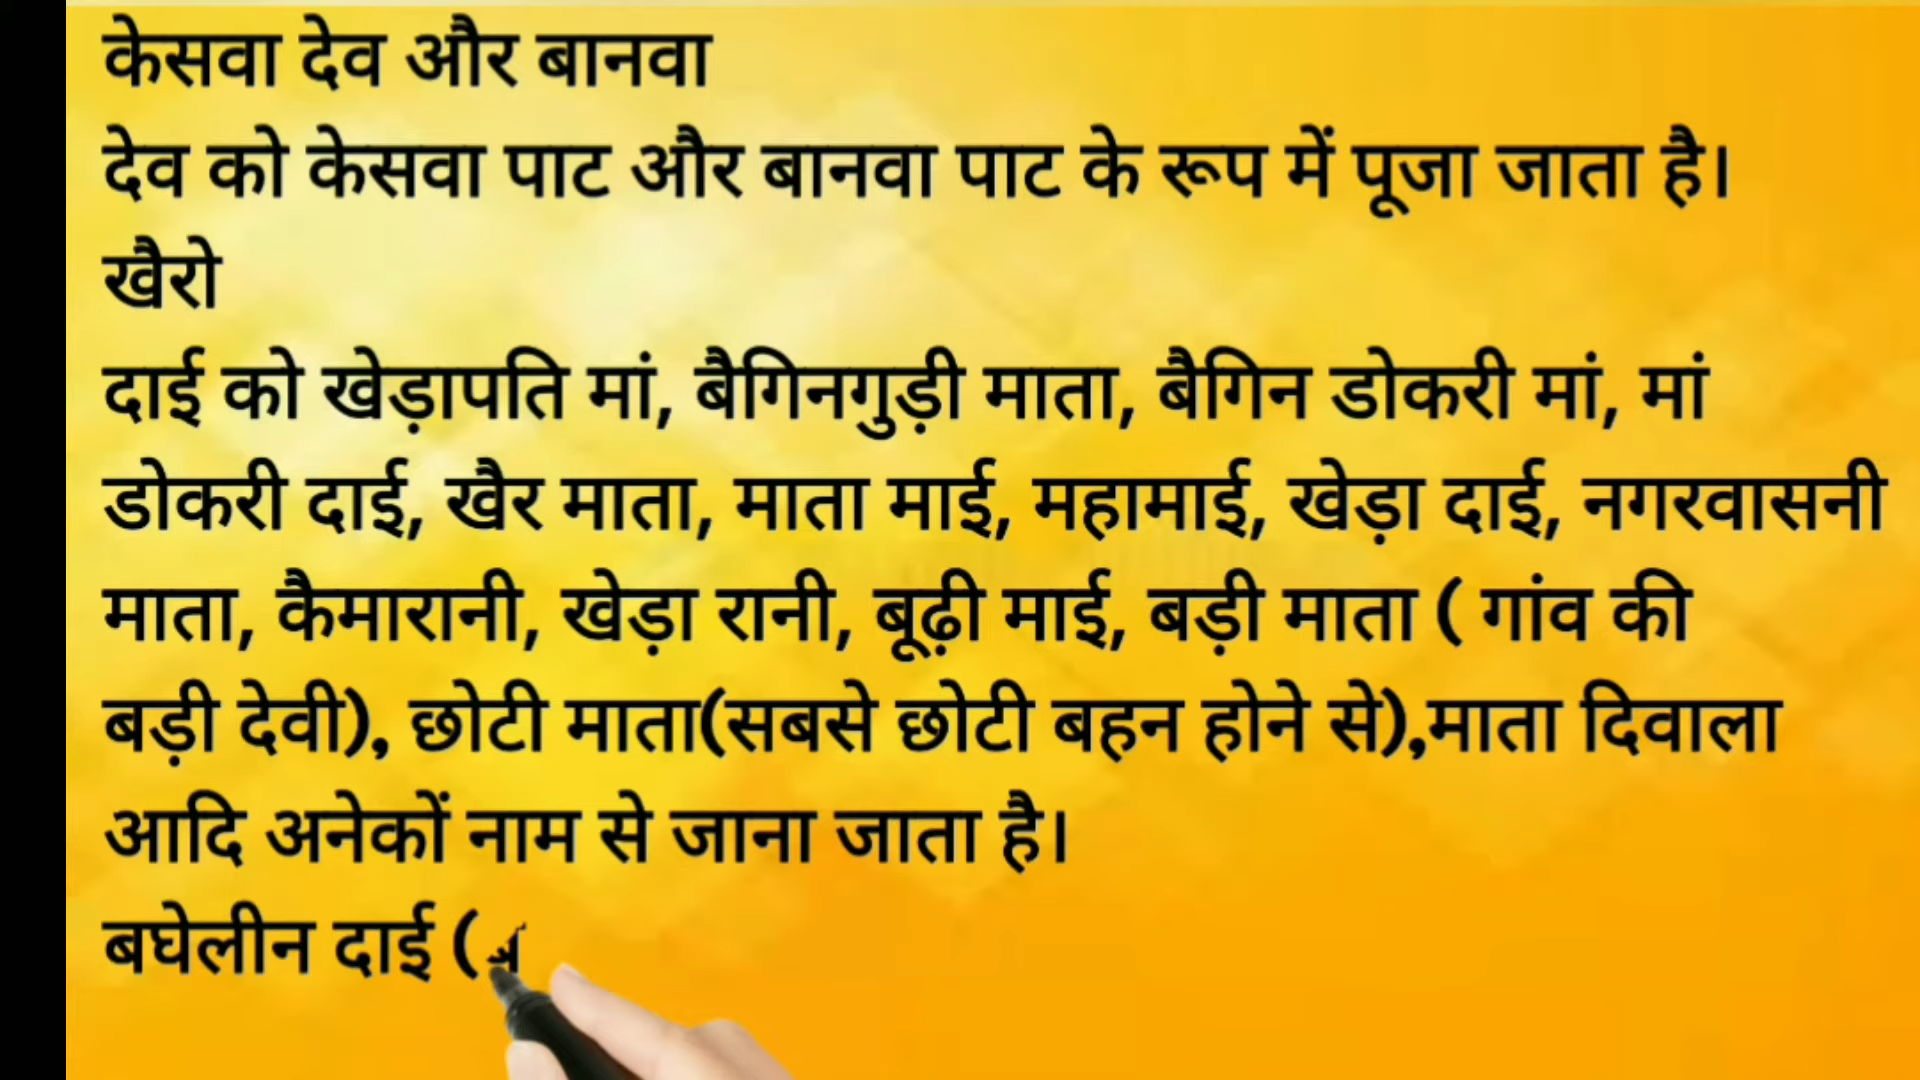 केसवा देव और बानवा
देव को केसवा पाट और बानवा पाट के रूप में पूजा जाता है।
खैरो
दाई को खेड़ापति मां, बैगिनगुड़ी माता, बैगिन डोकरी मां, मां
डोकरी दाई, खैर माता, माता माई, महामाई, खेड़ा दाई, नगरवासनी
माता, कैमारानी, खेड़ा रानी, बूढ़ी माई, बड़ी माता ( गांव की
बड़ी देवी), छोटी माता(सबसे छोटी बहन होने से),माता दिवाला
आदि अनेकों नाम से जाना जाता है।
बघेलीन दाई (